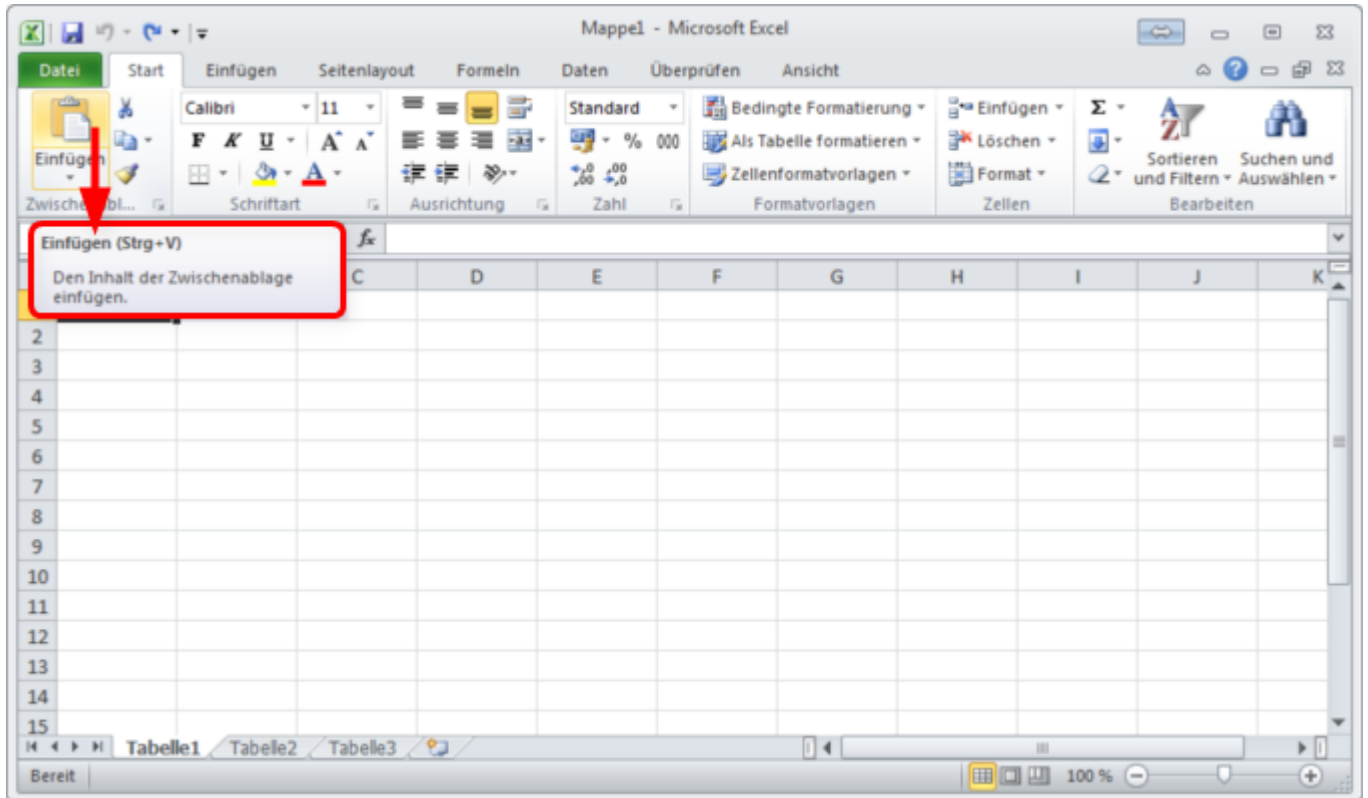 Mappe1 - Microsoft Excel
Datei Start Einfügen Seitenlayout Formeln Daten Überprüfen Ansicht
Calibri 11 Standard Bedingte Formatierung Einfügen Σ
F K U A A % 000 Als Tabelle formatieren Löschen
Einfügen A ,00 ,0 Zellenformatvorlagen Format Sortieren und Filtern Suchen und Auswählen
Schriftart Ausrichtung Zahl Formatvorlagen Zellen Bearbeiten
Einfügen (Strg+V) fx
Den Inhalt der Zwischenablage
einfügen.
C D E F G H I J K
2
3
4
5
6
7
8
9
10
11
12
13
14
15
Tabelle1 Tabelle2 Tabelle3
Bereit 100 %